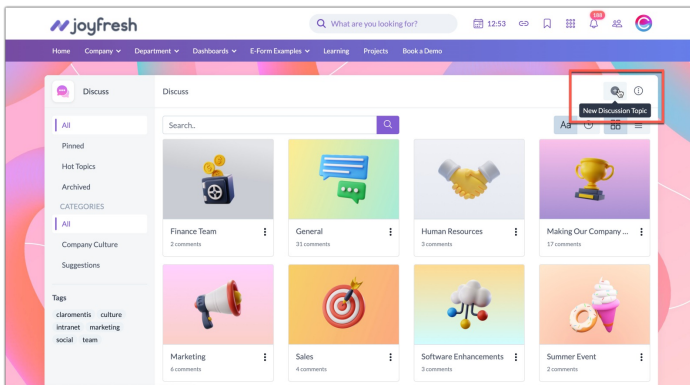 joyfresh
What are you looking for?
12:53
188
Home Company Department Dashboards E-Form Examples Learning Projects Book a Demo
Discuss
Discuss
New Discussion Topic
All
Pinned
Hot Topics
Archived
CATEGORIES
All
Company Culture
Suggestions
Tags
claromentis culture
intranet marketing
social team
Search..
Aa
Finance Team
2 comments
General
31 comments
Human Resources
3 comments
Making Our Company ...
17 comments
Marketing
6 comments
Sales
4 comments
Software Enhancements
3 comments
Summer Event
2 comments